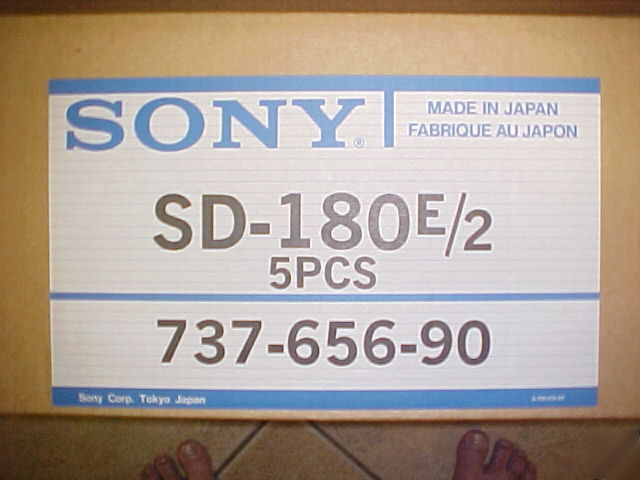 SONY®
MADE IN JAPAN
FABRIQUE AU JAPON
SD-180E/2
5PCS
737-656-90
Sony Corp. Tokyo Japan